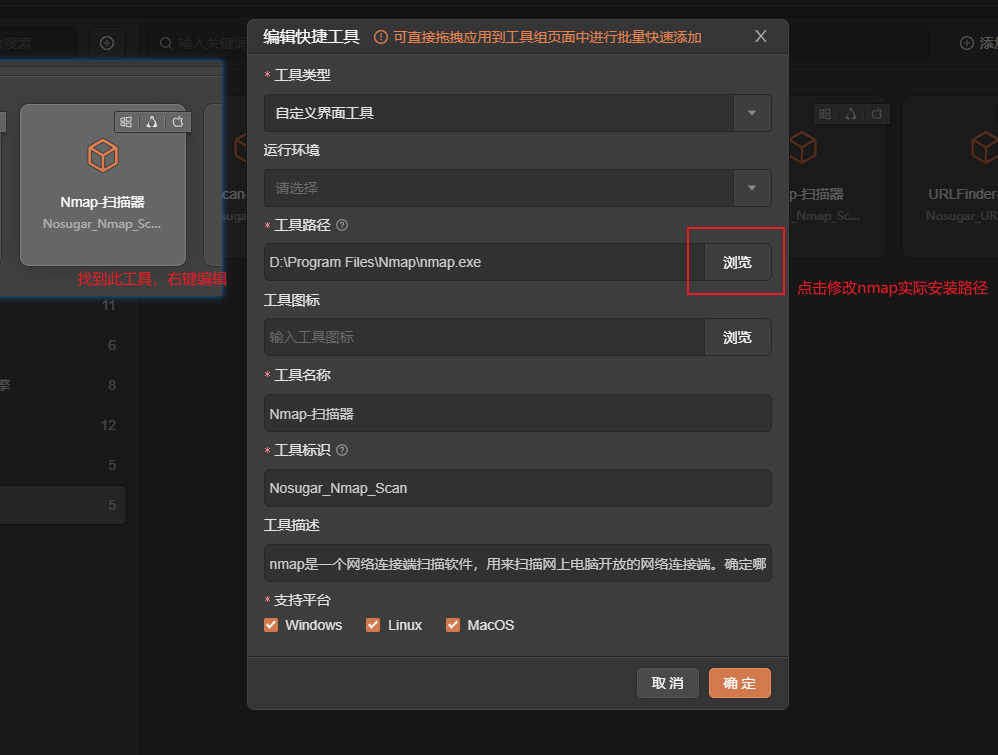 编辑快捷工具
可直接拖拽应用到工具组页面中进行批量快速添加
搜索
输入关键词
添加
* 工具类型
自定义界面工具
运行环境
请选择
* 工具路径
D:\Program Files\Nmap\nmap.exe
浏览
点击修改nmap实际安装路径
工具图标
输入工具图标
浏览
* 工具名称
Nmap-扫描器
* 工具标识
Nosugar_Nmap_Scan
工具描述
nmap是一个网络连接端扫描软件，用来扫描网上电脑开放的网络连接端。确定哪
* 支持平台
Windows
Linux
MacOS
取 消
确 定
Nmap-扫描器
Nosugar_Nmap_Sc...
找到此工具，右键编辑
can-
sugar
p-扫描器
_Nmap_Sc...
URLFinder-
Nosugar_UR
11
6
擎
8
12
5
5